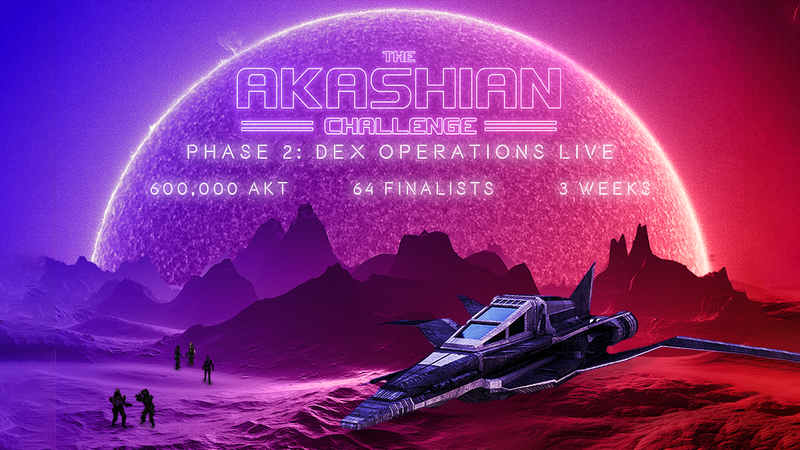 THE
AKASHIAN
CHALLENGE
PHASE 2: DEX OPERATIONS LIVE
600,000 AKT 64 FINALISTS 3 WEEKS